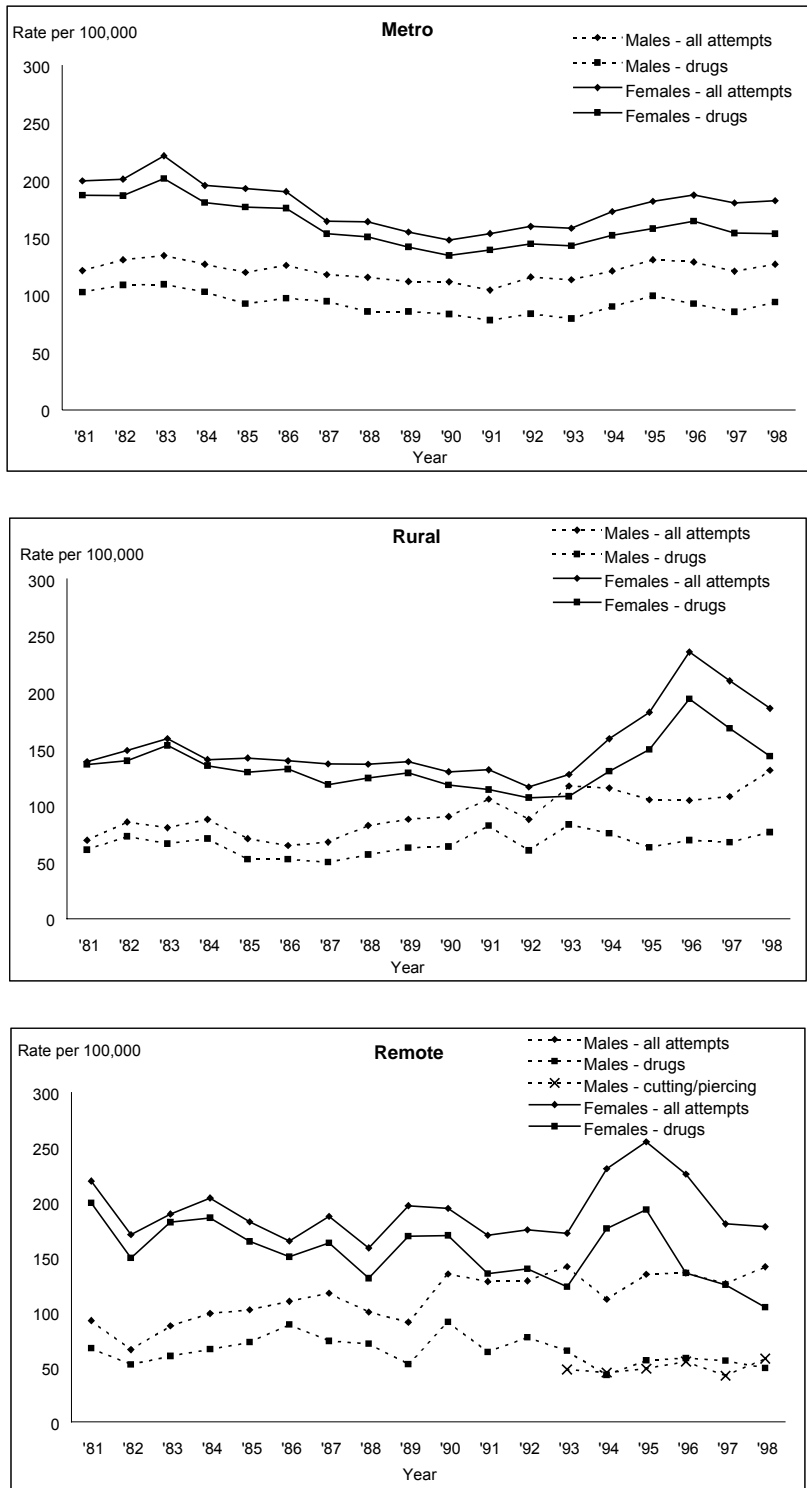 Metro
Rate per 100,000
Males - all attempts
Males - drugs
Females - all attempts
Females - drugs
300
250
200
150
100
50
0
'81 '82 '83 '84 '85 '86 '87 '88 '89 '90 '91 '92 '93 '94 '95 '96 '97 '98
Year
Rural
Rate per 100,000
Males - all attempts
Males - drugs
Females - all attempts
Females - drugs
300
250
200
150
100
50
0
'81 '82 '83 '84 '85 '86 '87 '88 '89 '90 '91 '92 '93 '94 '95 '96 '97 '98
Year
Remote
Rate per 100,000
Males - all attempts
Males - drugs
Males - cutting/piercing
Females - all attempts
Females - drugs
300
250
200
150
100
50
0
'81 '82 '83 '84 '85 '86 '87 '88 '89 '90 '91 '92 '93 '94 '95 '96 '97 '98
Year